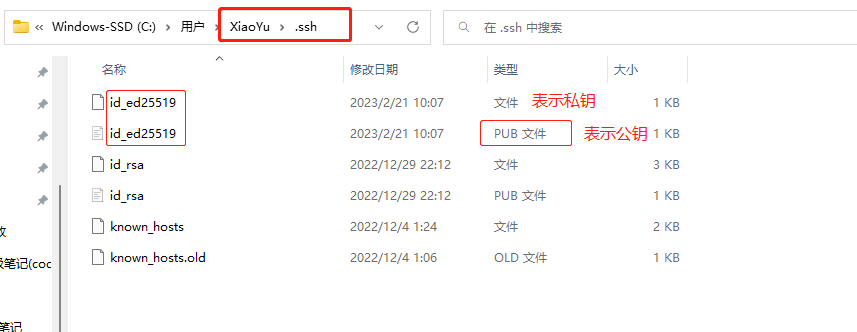 « Windows-SSD (C:) › 用户 › XiaoYu › .ssh 在 .ssh 中搜索
名称 修改日期 类型 大小
id_ed25519 2023/2/21 10:07 文件 表示私钥 1 KB
id_ed25519 2023/2/21 10:07 PUB 文件 表示公钥 1 KB
id_rsa 2022/12/29 22:12 文件 3 KB
id_rsa 2022/12/29 22:12 PUB 文件 1 KB
known_hosts 2022/12/4 1:24 文件 2 KB
known_hosts.old 2022/12/4 1:06 OLD 文件 1 KB
笔记(coc
笔记